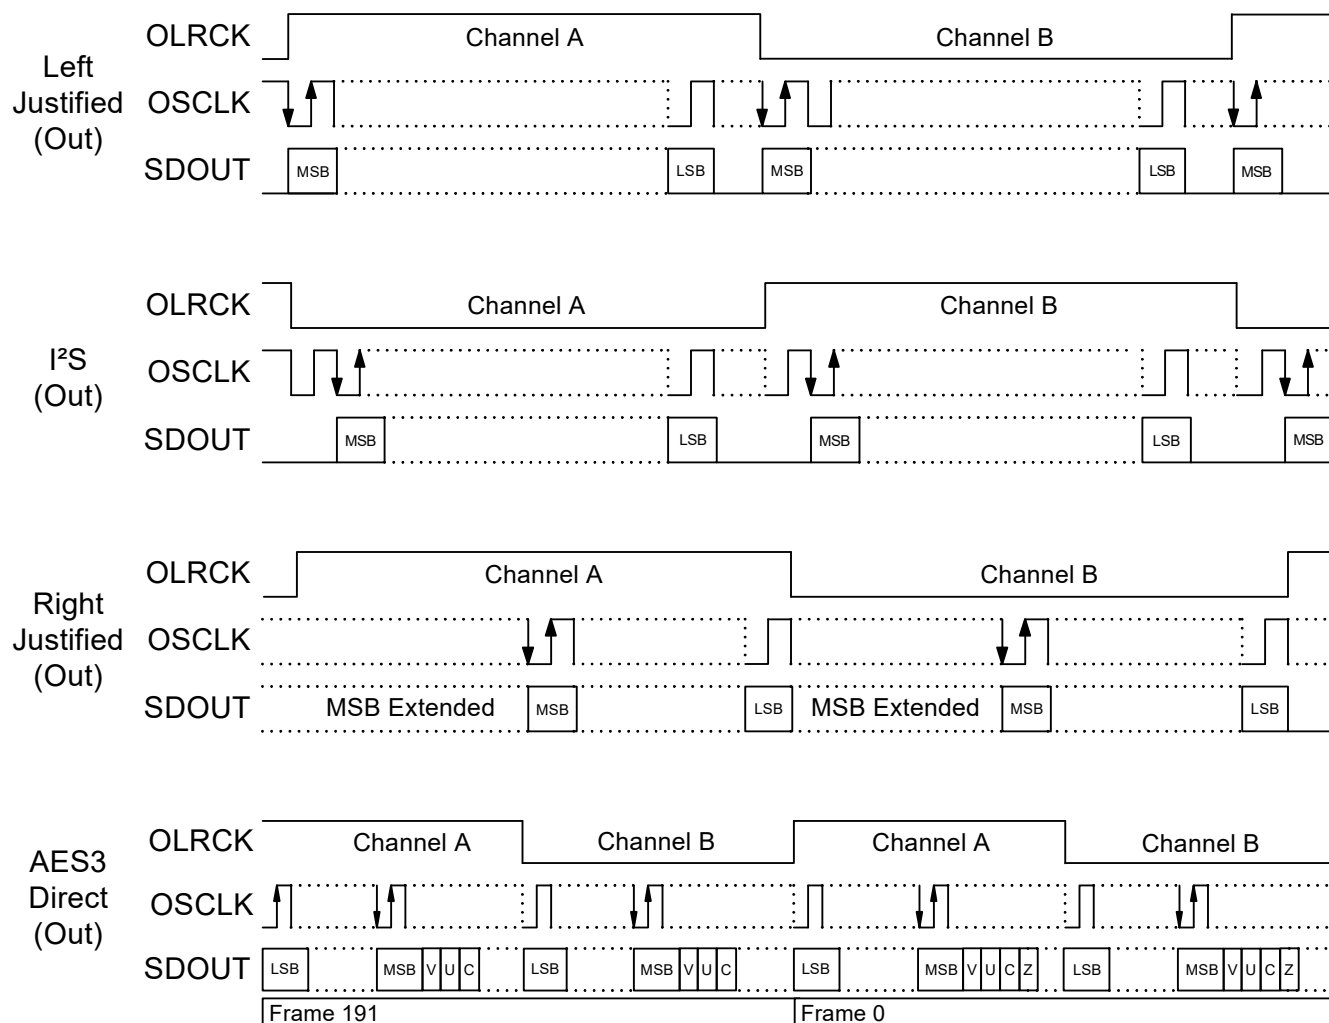 Left
Justified
(Out)
OLRCK Channel A Channel B
OSCLK
SDOUT MSB LSB MSB LSB MSB
I²S
(Out)
OLRCK Channel A Channel B
OSCLK
SDOUT MSB LSB MSB LSB MSB
Right
Justified
(Out)
OLRCK Channel A Channel B
OSCLK
SDOUT MSB Extended MSB LSB MSB Extended MSB LSB
AES3
Direct
(Out)
OLRCK Channel A Channel B Channel A Channel B
OSCLK
SDOUT LSB MSB V U C LSB MSB V U C LSB MSB V U C Z LSB MSB V U C Z
Frame 191 Frame 0